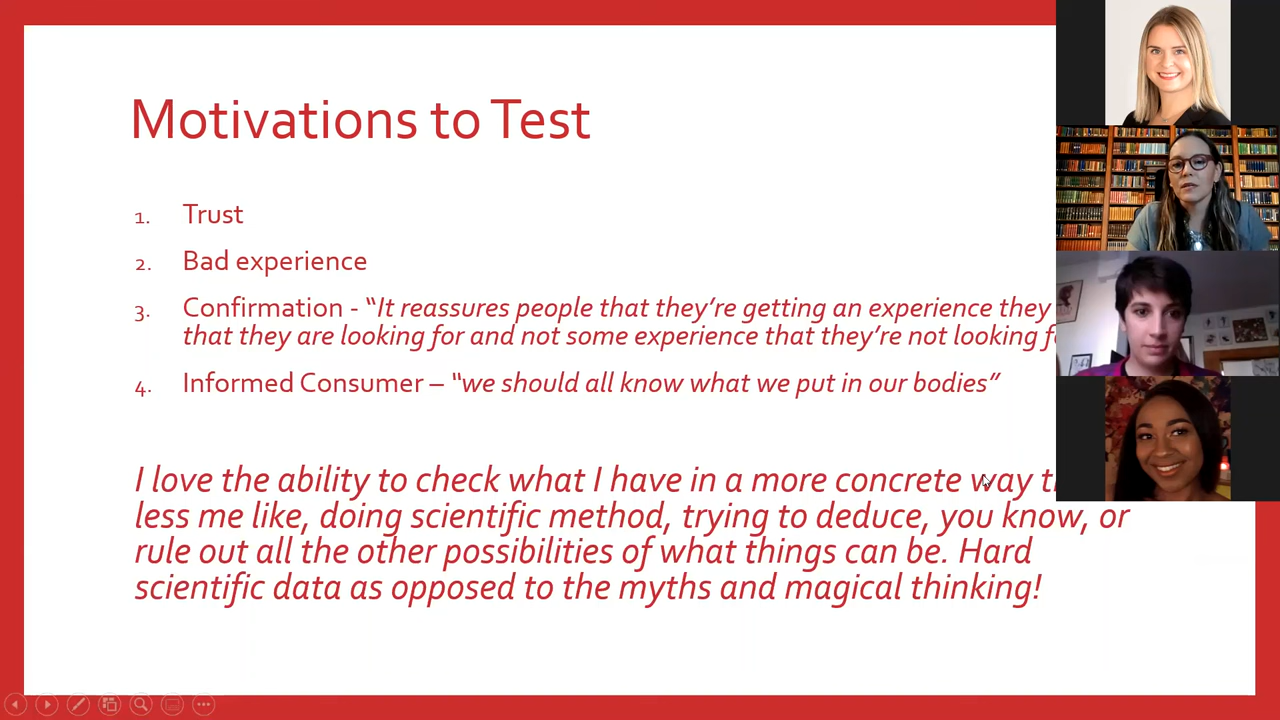 Motivations to Test
1. Trust
2. Bad experience
3. Confirmation - “It reassures people that they’re getting an experience they
that they are looking for and not some experience that they’re not looking
4. Informed Consumer – “we should all know what we put in our bodies”
I love the ability to check what I have in a more concrete way
less me like, doing scientific method, trying to deduce, you know, or
rule out all the other possibilities of what things can be. Hard
scientific data as opposed to the myths and magical thinking!